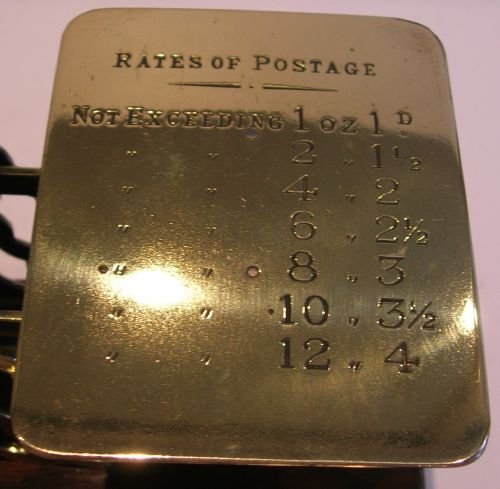 RATES OF POSTAGE
NOT EXCEEDING 1 OZ 1 D
" " 2 " 1½
" " 4 " 2
" " 6 " 2½
" " 8 " 3
" " 10 " 3½
" " 12 " 4